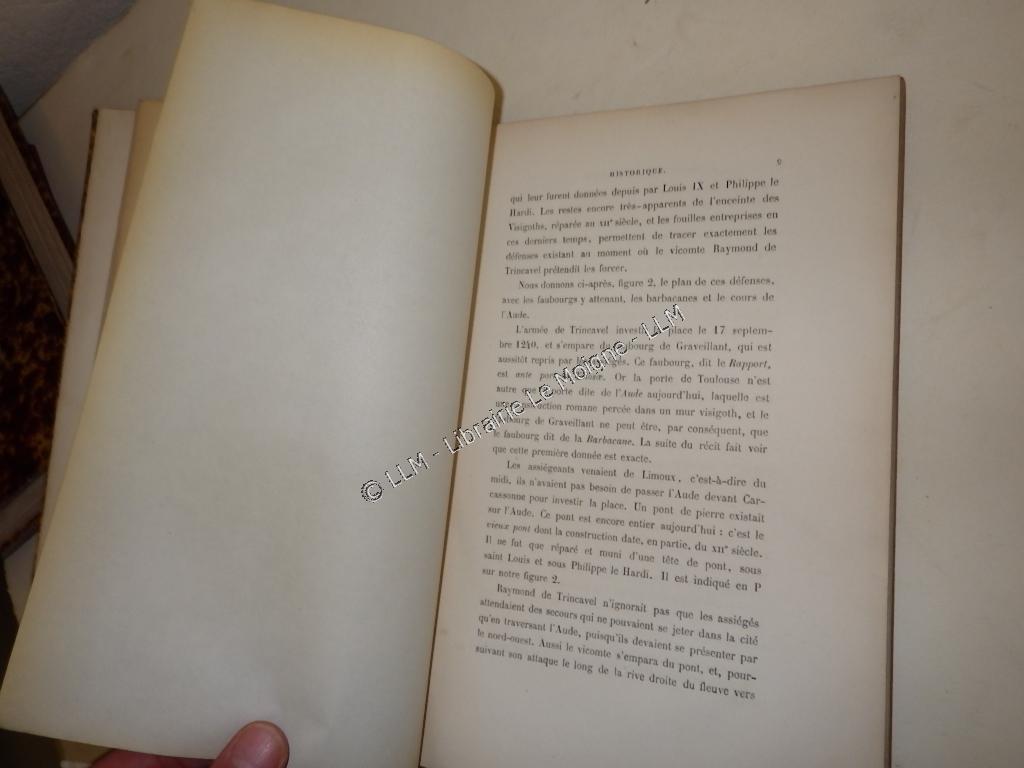 HISTORIQUE. 9
qui leur furent données depuis par Louis IX et Philippe le
Hardi. Les restes encore très-apparents de l'enceinte des
Visigoths, réparée au XIIe siècle, et les fouilles entreprises en
ces derniers temps, permettent de tracer exactement les
défenses existant au moment où le vicomte Raymond de
Trincavel prétendit les forcer.
Nous donnons ci-après, figure 2, le plan de ces défenses,
avec les faubourgs y attenant, les barbacanes et le cours de
l'Aude.
L'armée de Trincavel investit la place le 17 septem-
bre 1240, et s'empare du faubourg de Graveillant, qui est
aussitôt repris par les assiégés. Ce faubourg, dit le Rapport,
est ante portam Tolosæ. Or la porte de Toulouse n'est
autre que la porte dite de l'Aude aujourd'hui, laquelle est
une construction romane percée dans un mur visigoth, et le
faubourg de Graveillant ne peut être, par conséquent, que
le faubourg dit de la Barbacane. La suite du récit fait voir
que cette première donnée est exacte.
Les assiégeants venaient de Limoux, c'est-à-dire du
midi, ils n'avaient pas besoin de passer l'Aude devant Car-
cassonne pour investir la place. Un pont de pierre existait
sur l'Aude. Ce pont est encore entier aujourd'hui : c'est le
vieux pont dont la construction date, en partie, du XIIe siècle.
Il ne fut que réparé et muni d'une tête de pont, sous
saint Louis et sous Philippe le Hardi. Il est indiqué en P
sur notre figure 2.
Raymond de Trincavel n'ignorait pas que les assiégés
attendaient des secours qui ne pouvaient se jeter dans la cité
qu'en traversant l'Aude, puisqu'ils devaient se présenter par
le nord-ouest. Aussi le vicomte s'empara du pont, et, pour-
suivant son attaque le long de la rive droite du fleuve vers
© LLM - Librairie Le Moigne - LLM